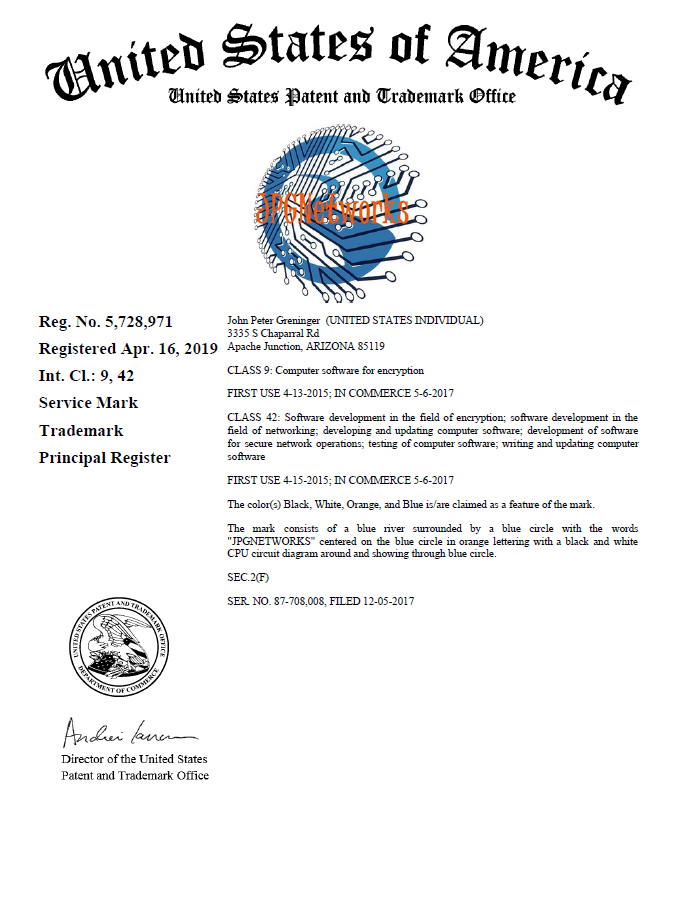 United States of America
United States Patent and Trademark Office
JPGNetworks
Reg. No. 5,728,971
Registered Apr. 16, 2019
Int. Cl.: 9, 42
Service Mark
Trademark
Principal Register
John Peter Greninger (UNITED STATES INDIVIDUAL)
3335 S Chaparral Rd
Apache Junction, ARIZONA 85119
CLASS 9: Computer software for encryption
FIRST USE 4-13-2015; IN COMMERCE 5-6-2017
CLASS 42: Software development in the field of encryption; software development in the
field of networking; developing and updating computer software; development of software
for secure network operations; testing of computer software; writing and updating computer
software
FIRST USE 4-15-2015; IN COMMERCE 5-6-2017
The color(s) Black, White, Orange, and Blue is/are claimed as a feature of the mark.
The mark consists of a blue river surrounded by a blue circle with the words
"JPGNETWORKS" centered on the blue circle in orange lettering with a black and white
CPU circuit diagram around and showing through blue circle.
SEC.2(F)
SER. NO. 87-708,008, FILED 12-05-2017
UNITED STATES PATENT AND TRADEMARK OFFICE
DEPARTMENT OF COMMERCE
Andrei Iancu
Director of the United States
Patent and Trademark Office